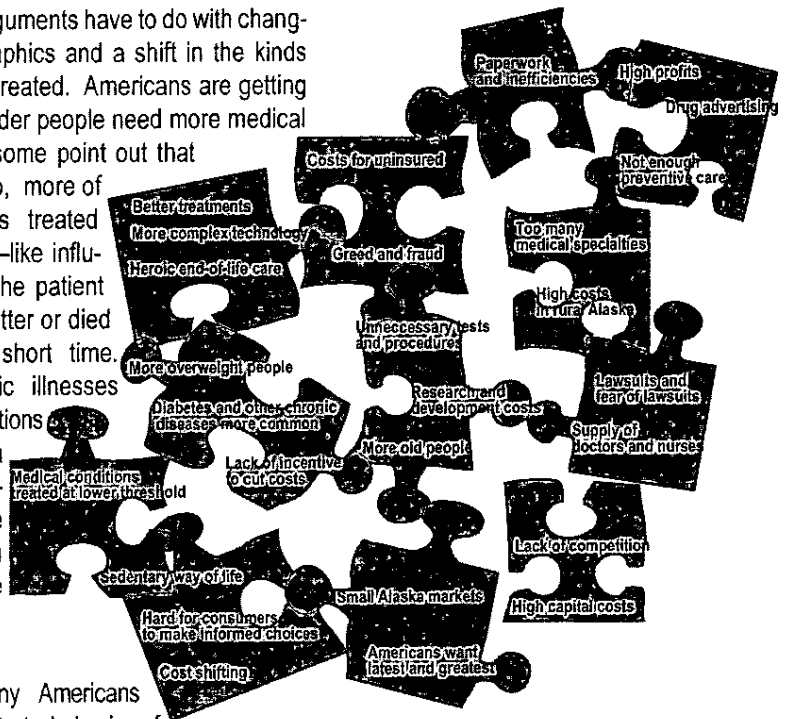 guments have to do with chang-
aphics and a shift in the kinds
reated. Americans are getting
der people need more medical
some point out that
o, more of
s treated
–like influ-
he patient
tter or died
short time.
ic illnesses
tions
Paperwork
and inefficiencies
High profits
Drug advertising
Not enough
preventive care
Costs for uninsured
Greed and fraud
Better treatments
More complex technology
Heroic end-of-life care
Too many
medical specialties
High costs
in rural Alaska
Unneccessary tests
and procedures
More overweight people
Diabetes and other chronic
diseases more common
Lack of incentive
to cut costs
Research and
development costs
More old people
Lawsuits and
fear of lawsuits
Supply of
doctors and nurses
Medical conditions
treated at lower threshold
Sedentary way of life
Hard for consumers
to make informed choices
Cost shifting
Small Alaska markets
Americans want
latest and greatest
Lack of competition
High capital costs
ny Americans